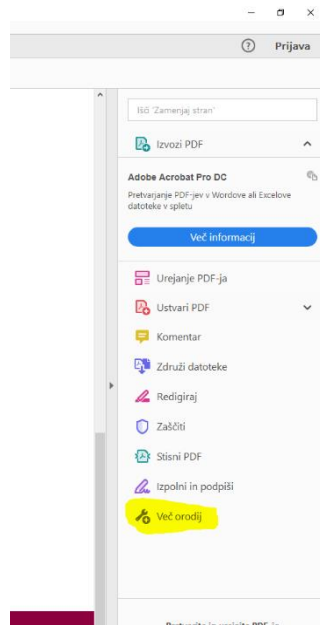 Prijava
Išči 'Zamenjaj stran'
Izvozi PDF
Adobe Acrobat Pro DC
Pretvarjanje PDF-jev v Wordove ali Excelove
datoteke v spletu
Več informacij
Urejanje PDF-ja
Ustvari PDF
Komentar
Združi datoteke
Redigiraj
Zaščiti
Stisni PDF
Izpolni in podpiši
Več orodij